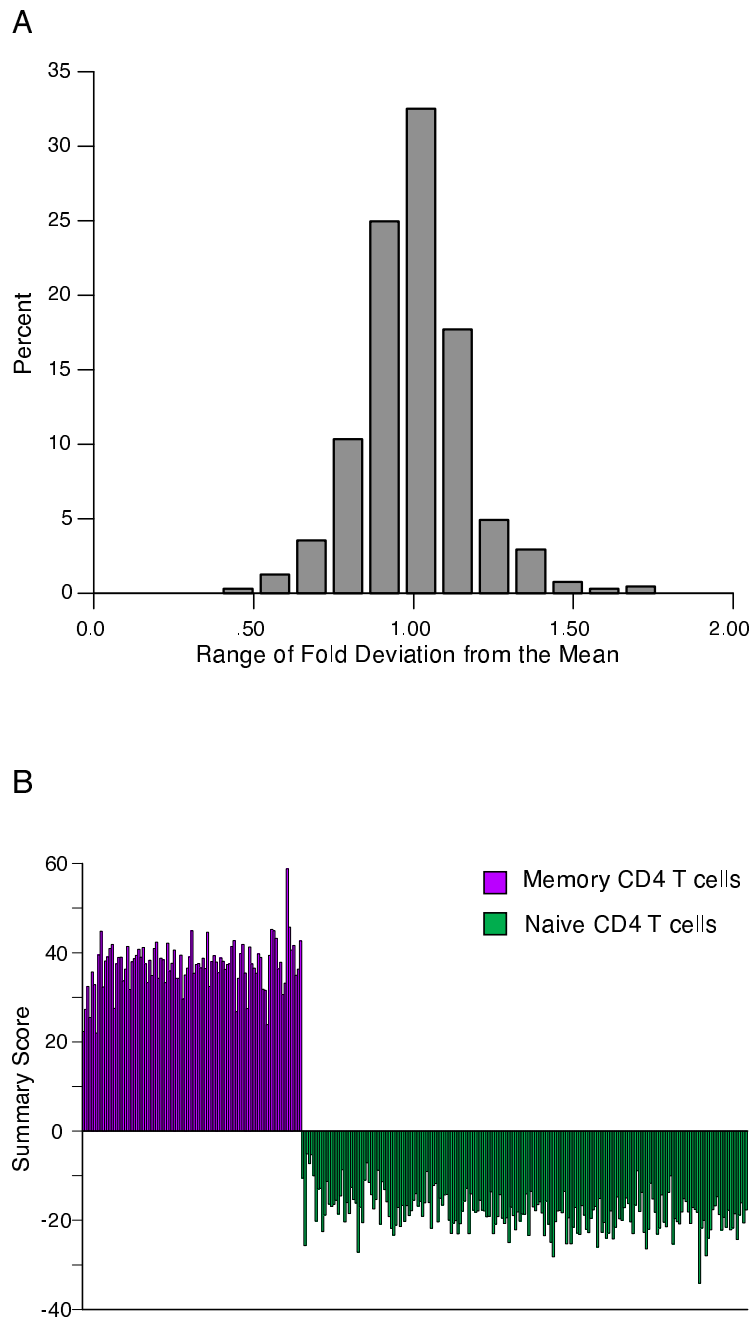 A
35
30
25
20
15
10
5
0
Percent
0.0 .50 1.00 1.50 2.00
Range of Fold Deviation from the Mean
B
60
40
20
0
-20
-40
Summary Score
Memory CD4 T cells
Naive CD4 T cells